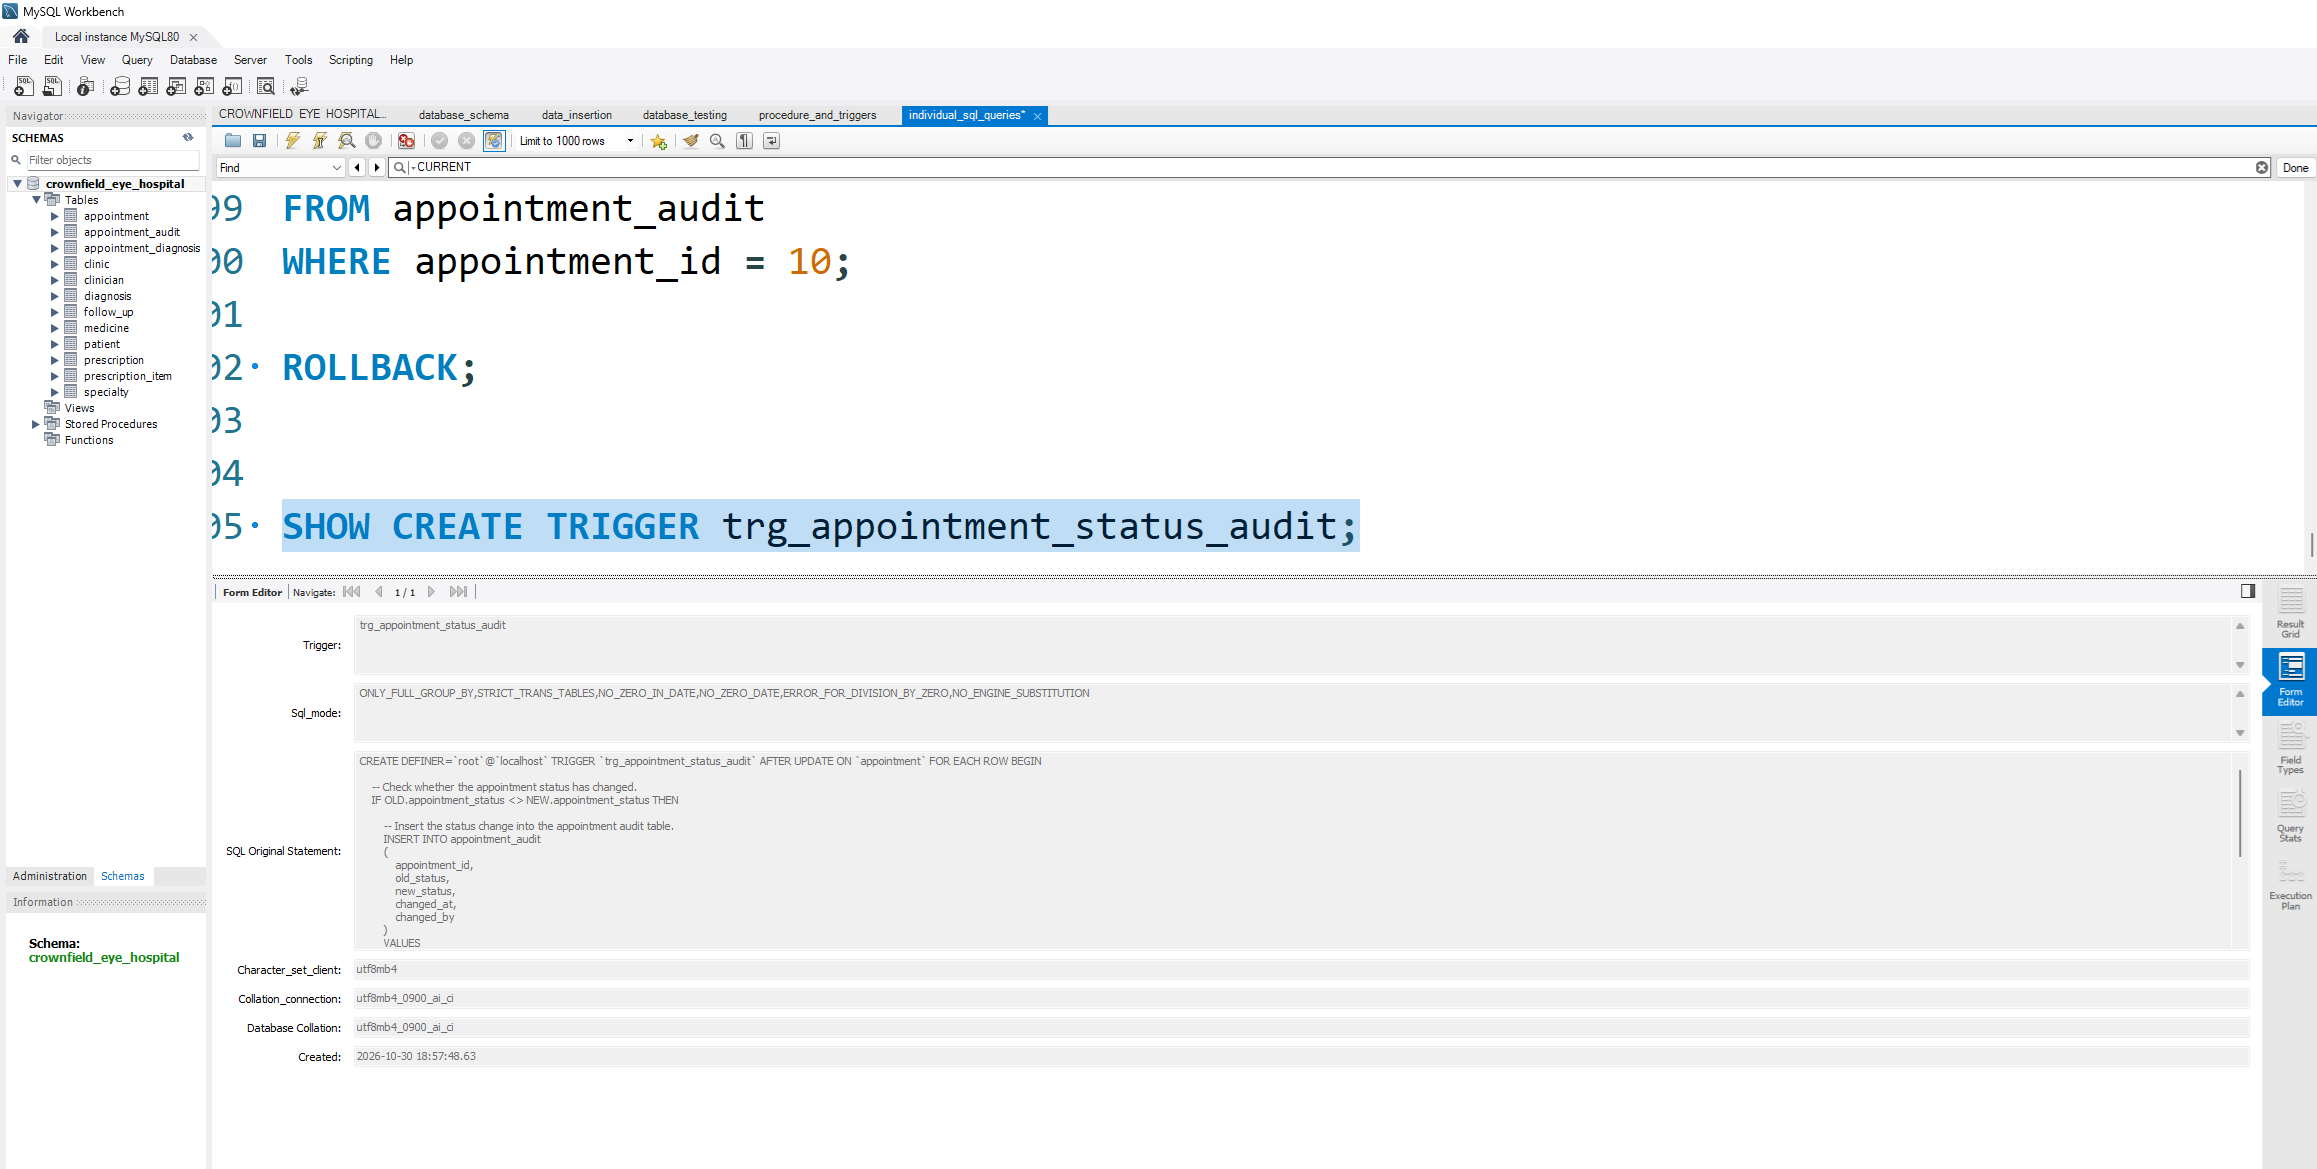 MySQL Workbench
Local instance MySQL80
File Edit View Query Database Server Tools Scripting Help
Navigator
SCHEMAS
Filter objects
crownfield_eye_hospital
Tables
appointment
appointment_audit
appointment_diagnosis
clinic
clinician
diagnosis
follow_up
medicine
patient
prescription
prescription_item
specialty
Views
Stored Procedures
Functions
Administration Schemas
Information
Schema:
crownfield_eye_hospital
CROWNFIELD EYE HOSPITAL... database_schema data_insertion database_testing procedure_and_triggers individual_sql_queries*
Limit to 1000 rows
Find CURRENT Done
99 FROM appointment_audit
00 WHERE appointment_id = 10;
01
02 ROLLBACK;
03
04
05 SHOW CREATE TRIGGER trg_appointment_status_audit;
Form Editor Navigate: 1 / 1
Trigger: trg_appointment_status_audit
Sql_mode: ONLY_FULL_GROUP_BY,STRICT_TRANS_TABLES,NO_ZERO_IN_DATE,NO_ZERO_DATE,ERROR_FOR_DIVISION_BY_ZERO,NO_ENGINE_SUBSTITUTION
SQL Original Statement:
CREATE DEFINER=`root`@`localhost` TRIGGER `trg_appointment_status_audit` AFTER UPDATE ON `appointment` FOR EACH ROW BEGIN
-- Check whether the appointment status has changed.
IF OLD.appointment_status <> NEW.appointment_status THEN
-- Insert the status change into the appointment audit table.
INSERT INTO appointment_audit
(
appointment_id,
old_status,
new_status,
changed_at,
changed_by
)
VALUES
Character_set_client: utf8mb4
Collation_connection: utf8mb4_0900_ai_ci
Database Collation: utf8mb4_0900_ai_ci
Created: 2026-10-30 18:57:48.63
Result
Grid
Form
Editor
Field
Types
Query
Stats
Execution
Plan